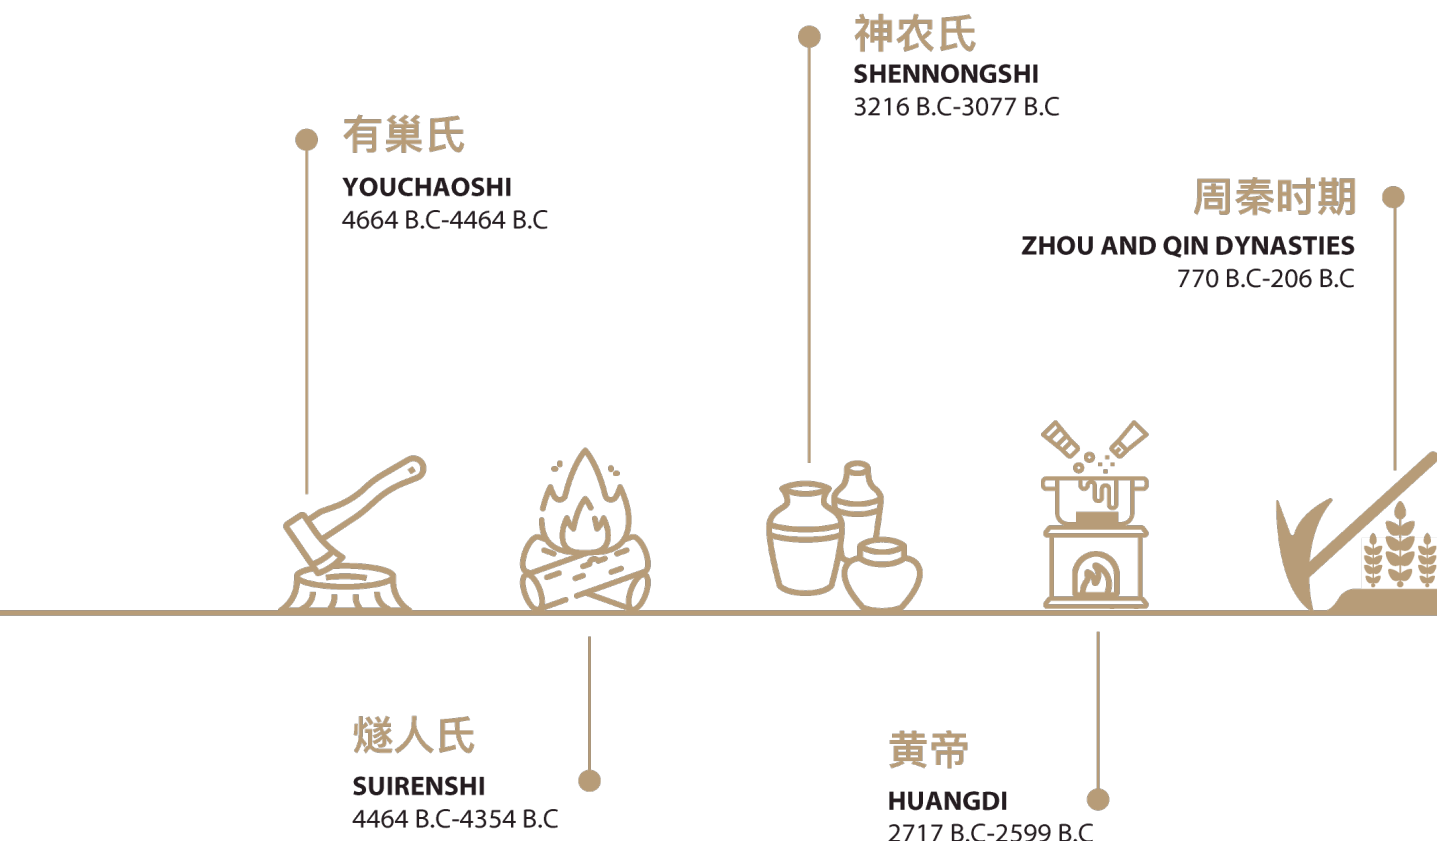 神农氏
SHENNONGSHI
3216 B.C-3077 B.C
有巢氏
YOUCHAOSHI
4664 B.C-4464 B.C
周秦时期
ZHOU AND QIN DYNASTIES
770 B.C-206 B.C
燧人氏
SUIRENSHI
4464 B.C-4354 B.C
黄帝
HUANGDI
2717 B.C-2599 B.C